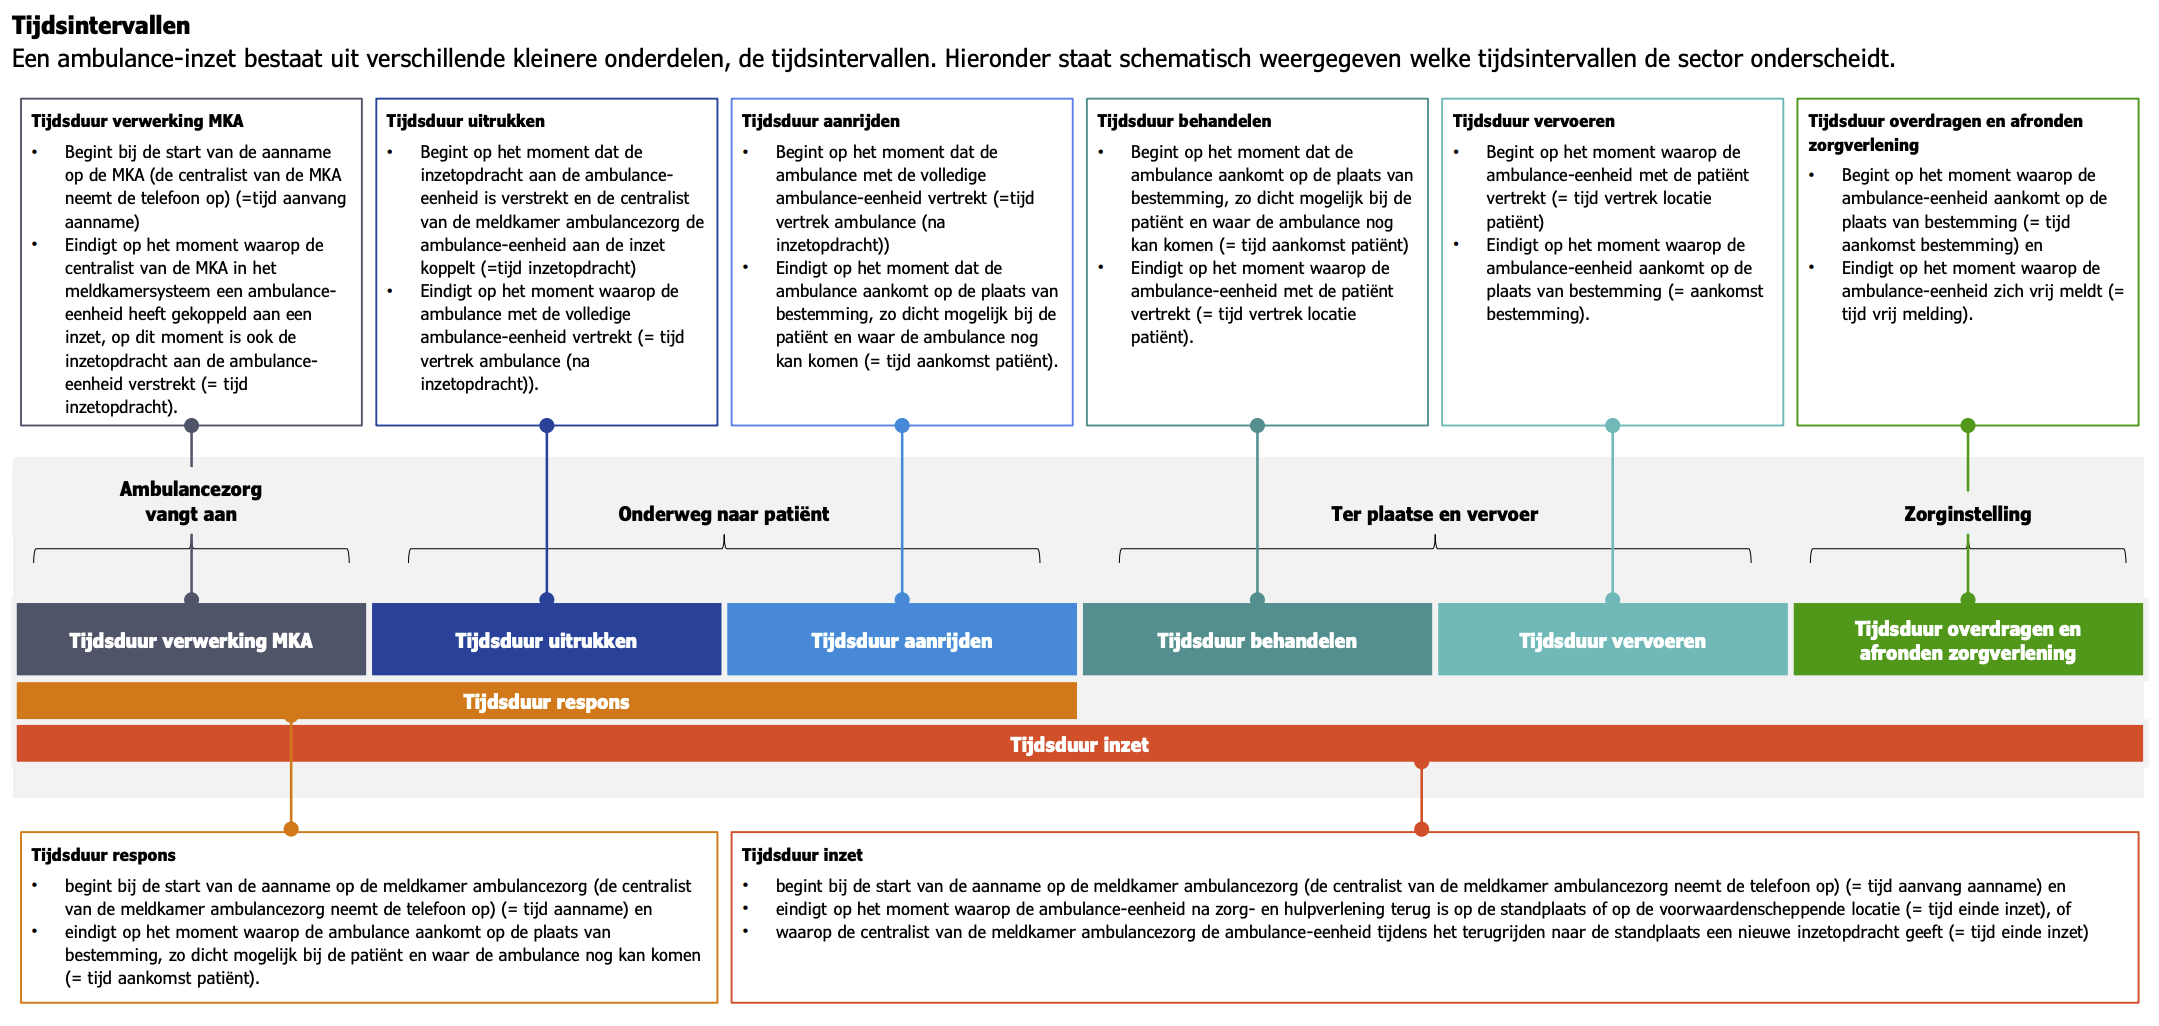 Tijdsintervallen
Een ambulance-inzet bestaat uit verschillende kleinere onderdelen, de tijdsintervallen. Hieronder staat schematisch weergegeven welke tijdsintervallen de sector onderscheidt.
Tijdsduur verwerking MKA
• Begint bij de start van de aanname
op de MKA (de centralist van de MKA
neemt de telefoon op) (=tijd aanvang
aanname)
• Eindigt op het moment waarop de
centralist van de MKA in het
meldkamersysteem een ambulance-
eenheid heeft gekoppeld aan een
inzet, op dit moment is ook de
inzetopdracht aan de ambulance-
eenheid verstrekt (= tijd
inzetopdracht).
Tijdsduur uitrukken
• Begint op het moment dat de
inzetopdracht aan de ambulance-
eenheid is verstrekt en de centralist
van de meldkamer ambulancezorg de
ambulance-eenheid aan de inzet
koppelt (=tijd inzetopdracht)
• Eindigt op het moment waarop de
ambulance met de volledige
ambulance-eenheid vertrekt (= tijd
vertrek ambulance (na
inzetopdracht)).
Tijdsduur aanrijden
• Begint op het moment dat de
ambulance met de volledige
ambulance-eenheid vertrekt (=tijd
vertrek ambulance (na
inzetopdracht))
• Eindigt op het moment dat de
ambulance aankomt op de plaats van
bestemming, zo dicht mogelijk bij de
patiënt en waar de ambulance nog
kan komen (= tijd aankomst patiënt).
Tijdsduur behandelen
• Begint op het moment dat de
ambulance aankomt op de plaats van
bestemming, zo dicht mogelijk bij de
patiënt en waar de ambulance nog
kan komen (= tijd aankomst patiënt)
• Eindigt op het moment waarop de
ambulance-eenheid met de patiënt
vertrekt (= tijd vertrek locatie
patiënt).
Tijdsduur vervoeren
• Begint op het moment waarop de
ambulance-eenheid met de patiënt
vertrekt (= tijd vertrek locatie
patiënt)
• Eindigt op het moment waarop de
ambulance-eenheid aankomt op de
plaats van bestemming (= aankomst
bestemming).
Tijdsduur overdragen en afronden
zorgverlening
• Begint op het moment waarop de
ambulance-eenheid aankomt op de
plaats van bestemming (= tijd
aankomst bestemming) en
• Eindigt op het moment waarop de
ambulance-eenheid zich vrij meldt (=
tijd vrij melding).
Ambulancezorg
vangt aan
Onderweg naar patiënt
Ter plaatse en vervoer
Zorginstelling
Tijdsduur verwerking MKA
Tijdsduur uitrukken
Tijdsduur aanrijden
Tijdsduur behandelen
Tijdsduur vervoeren
Tijdsduur overdragen en
afronden zorgverlening
Tijdsduur respons
Tijdsduur inzet
Tijdsduur respons
• begint bij de start van de aanname op de meldkamer ambulancezorg (de centralist
van de meldkamer ambulancezorg neemt de telefoon op) (= tijd aanname) en
• eindigt op het moment waarop de ambulance aankomt op de plaats van
bestemming, zo dicht mogelijk bij de patiënt en waar de ambulance nog kan komen
(= tijd aankomst patiënt).
Tijdsduur inzet
• begint bij de start van de aanname op de meldkamer ambulancezorg (de centralist van de meldkamer ambulancezorg neemt de telefoon op) (= tijd aanvang aanname) en
• eindigt op het moment waarop de ambulance-eenheid na zorg- en hulpverlening terug is op de standplaats of op de voorwaardenscheppende locatie (= tijd einde inzet), of
• waarop de centralist van de meldkamer ambulancezorg de ambulance-eenheid tijdens het terugrijden naar de standplaats een nieuwe inzetopdracht geeft (= tijd einde inzet)